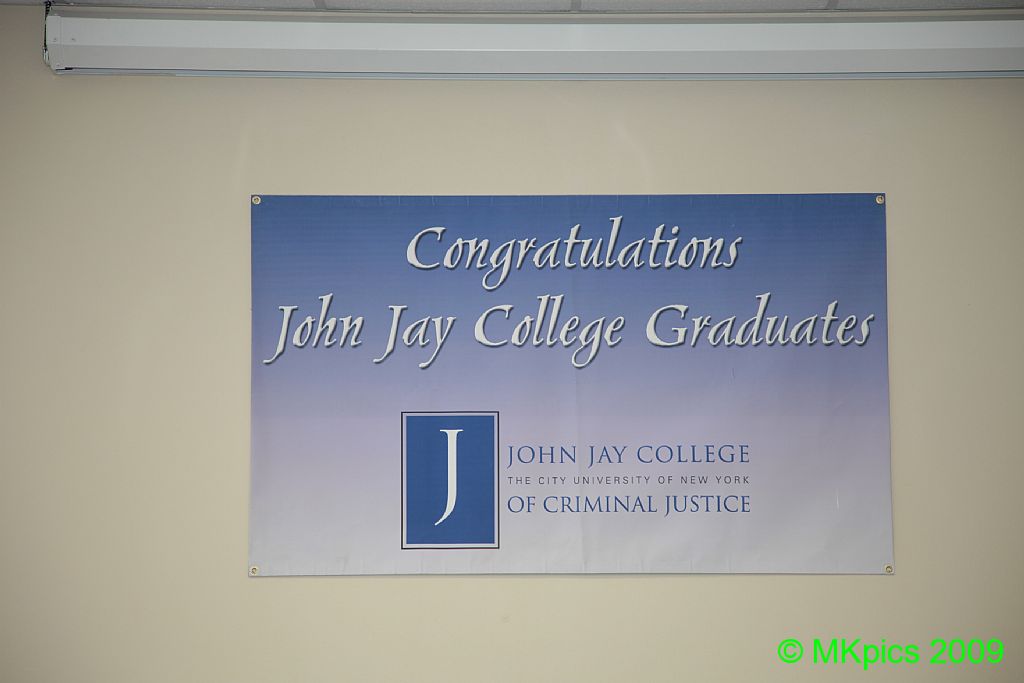 Congratulations
John Jay College Graduates
J
JOHN JAY COLLEGE
THE CITY UNIVERSITY OF NEW YORK
OF CRIMINAL JUSTICE
© MKpics 2009